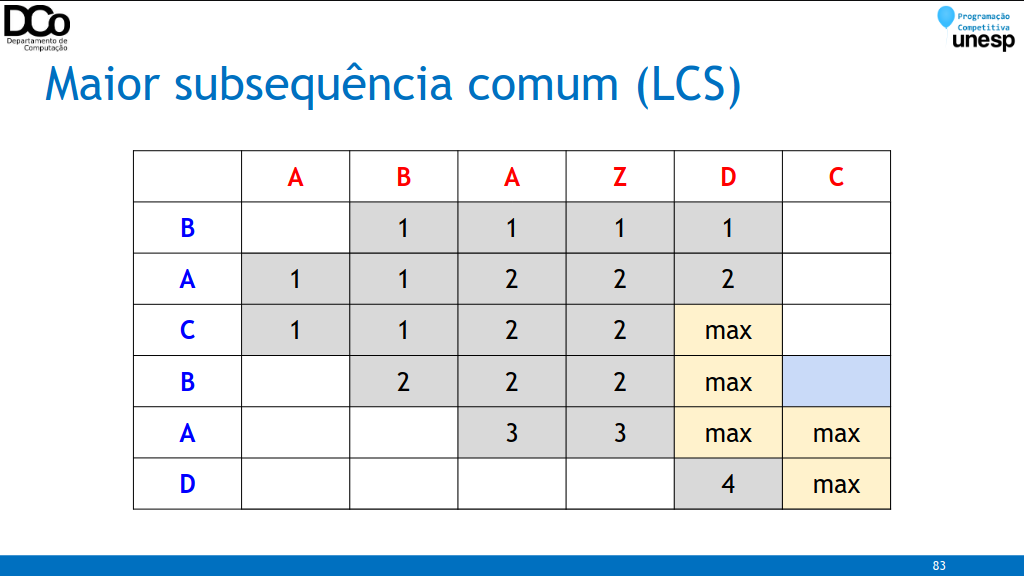 DCo
Departamento de
Computação
Programação
Competitiva
unesp
Maior subsequência comum (LCS)
A B A Z D C
B 1 1 1 1
A 1 1 2 2 2
C 1 1 2 2 max
B 2 2 2 max
A 3 3 max max
D 4 max
83